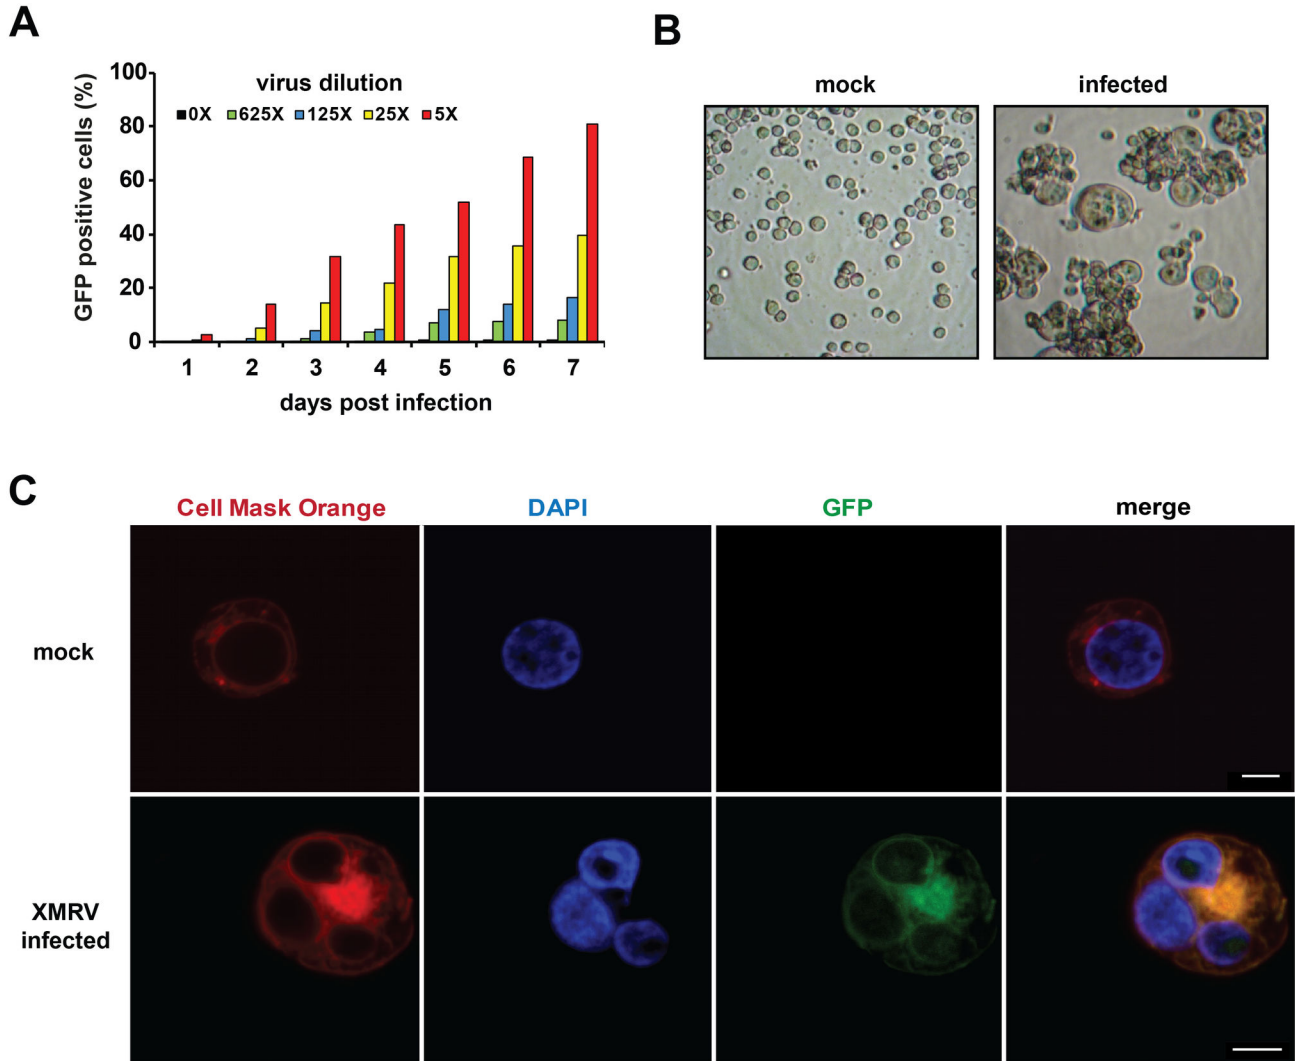 A
100
80
60
40
20
0
GFP positive cells (%)
virus dilution
0X 625X 125X 25X 5X
1 2 3 4 5 6 7
days post infection
B
mock infected
C
Cell Mask Orange DAPI GFP merge
mock
XMRV
infected